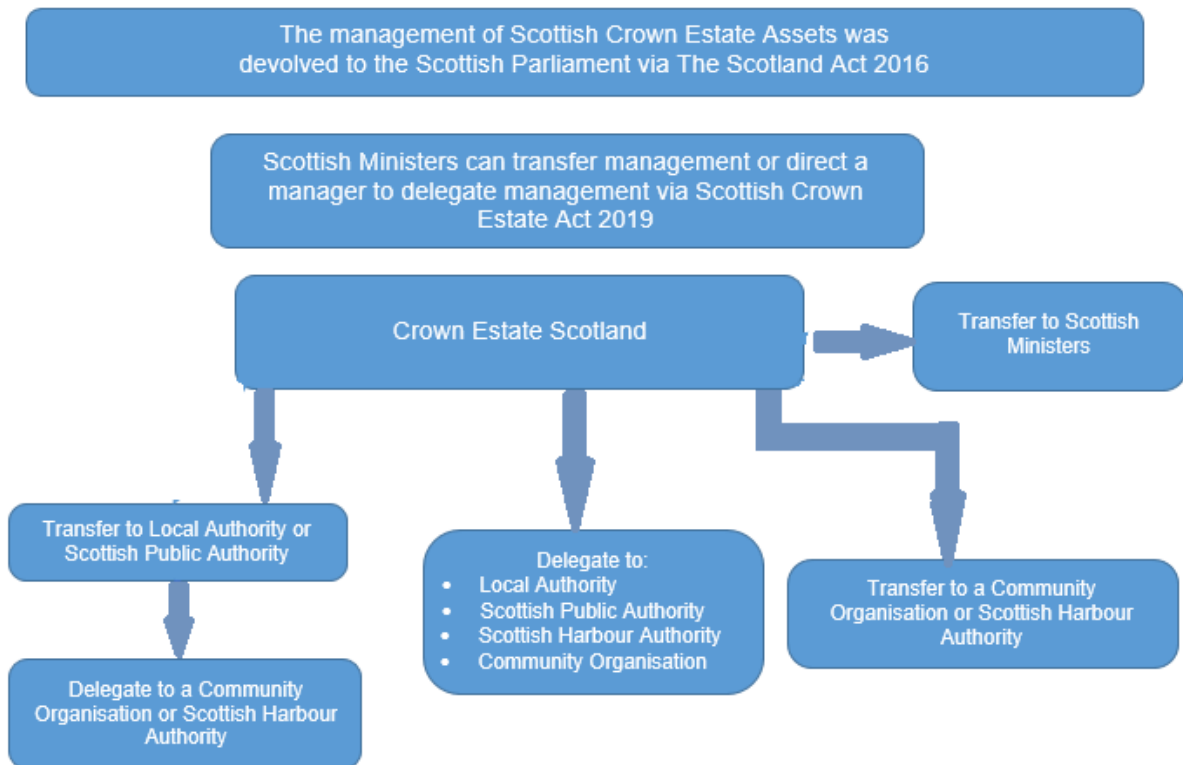 The management of Scottish Crown Estate Assets was
devolved to the Scottish Parliament via The Scotland Act 2016
Scottish Ministers can transfer management or direct a
manager to delegate management via Scottish Crown
Estate Act 2019
Crown Estate Scotland
Transfer to Scottish
Ministers
Transfer to Local Authority or
Scottish Public Authority
Delegate to:
• Local Authority
• Scottish Public Authority
• Scottish Harbour Authority
• Community Organisation
Transfer to a Community
Organisation or Scottish Harbour
Authority
Delegate to a Community
Organisation or Scottish Harbour
Authority